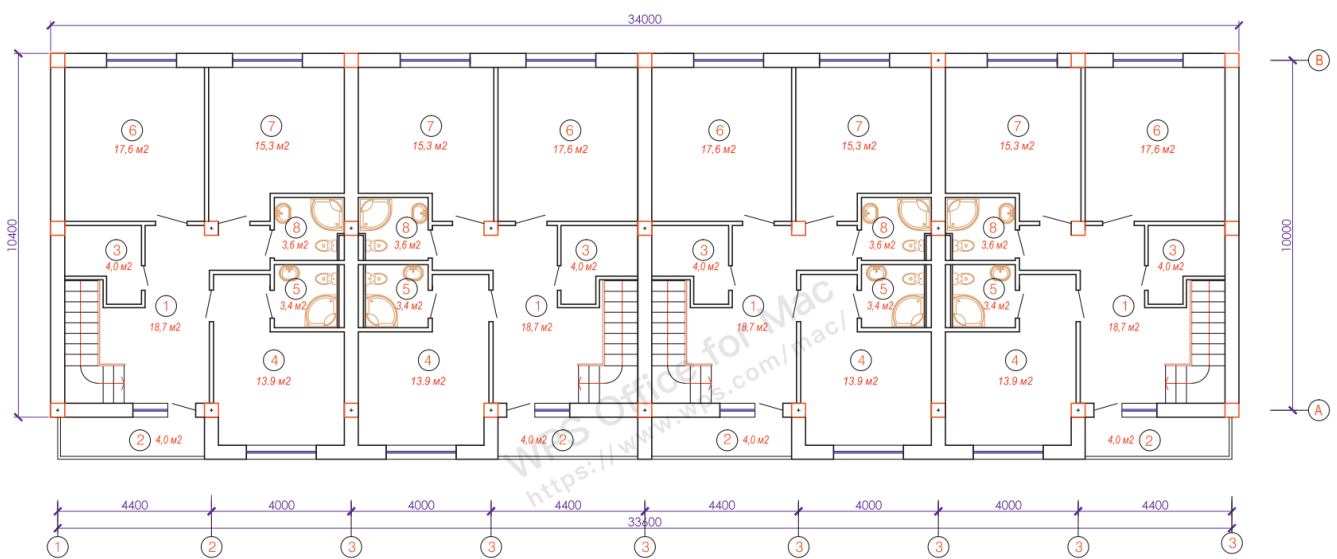 34000
B
6
17,6 м2
7
15,3 м2
7
15,3 м2
6
17,6 м2
6
17,6 м2
7
15,3 м2
7
15,3 м2
6
17,6 м2
10400
10000
8
3,6 м2
8
3,6 м2
8
3,6 м2
8
3,6 м2
3
4,0 м2
3
4,0 м2
3
4,0 м2
3
4,0 м2
5
3,4 м2
5
3,4 м2
5
3,4 м2
5
3,4 м2
1
18,7 м2
1
18,7 м2
1
18,7 м2
1
18,7 м2
4
13.9 м2
4
13.9 м2
4
13.9 м2
4
13.9 м2
A
2 4,0 м2
4,0 м2 2
2 4,0 м2
4,0 м2 2
WPS Office for Mac
https://www.wps.com/mac/
4400 4000 4000 4400 4400 4000 4000 4400
33600
1 2 3 3 3 3 3 3 3